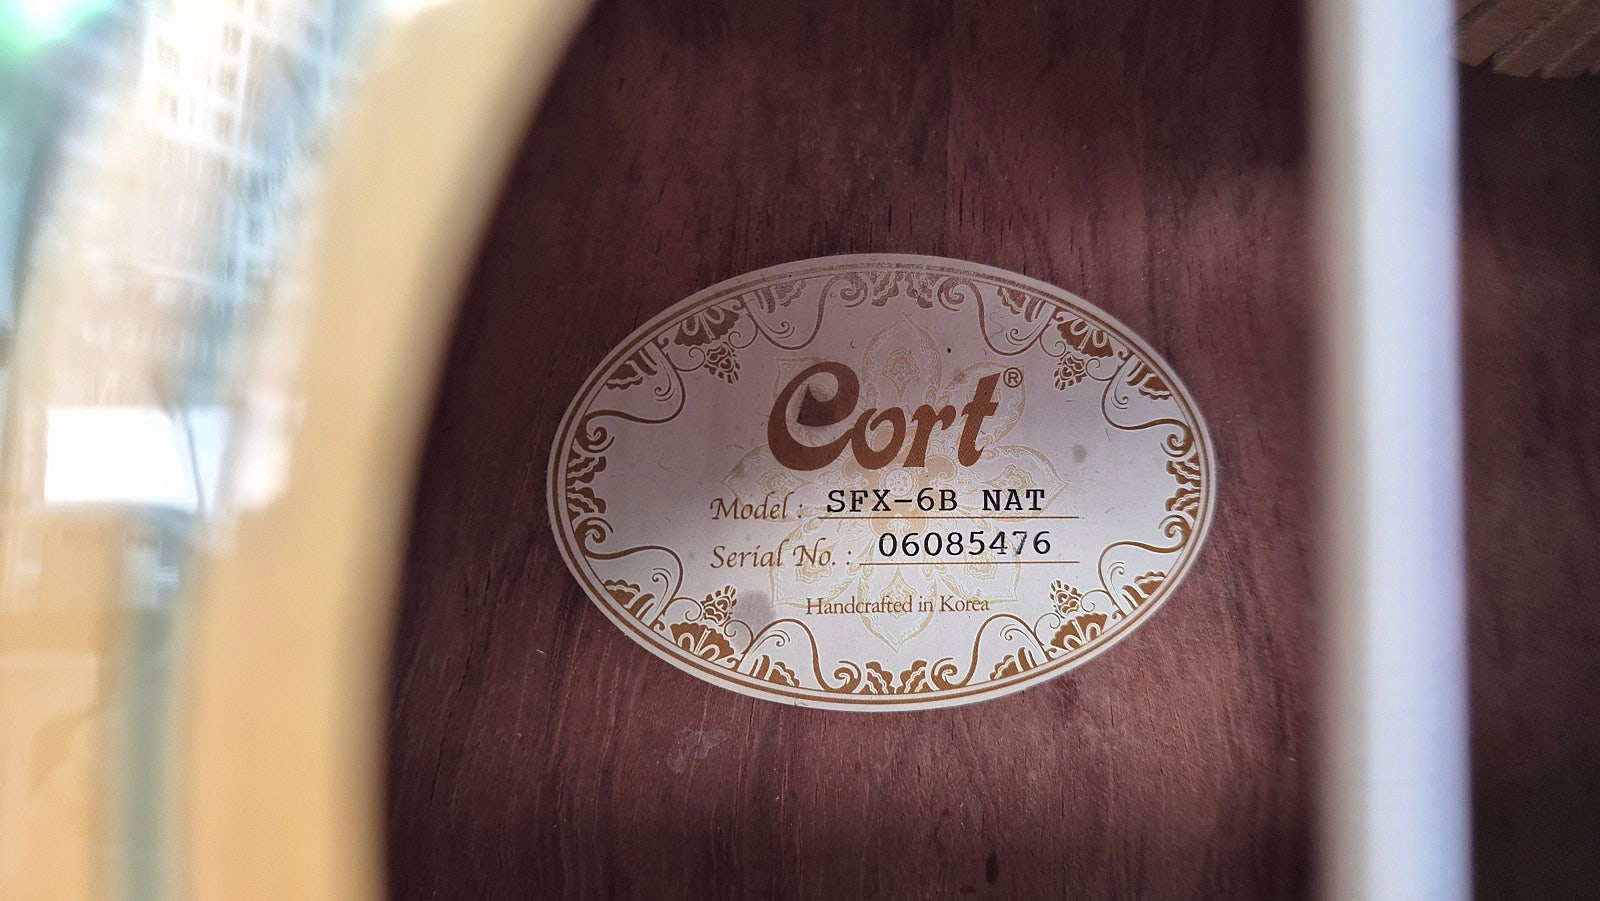 Cort®
Model : SFX-6B NAT
Serial No. : 06085476
Handcrafted in Korea